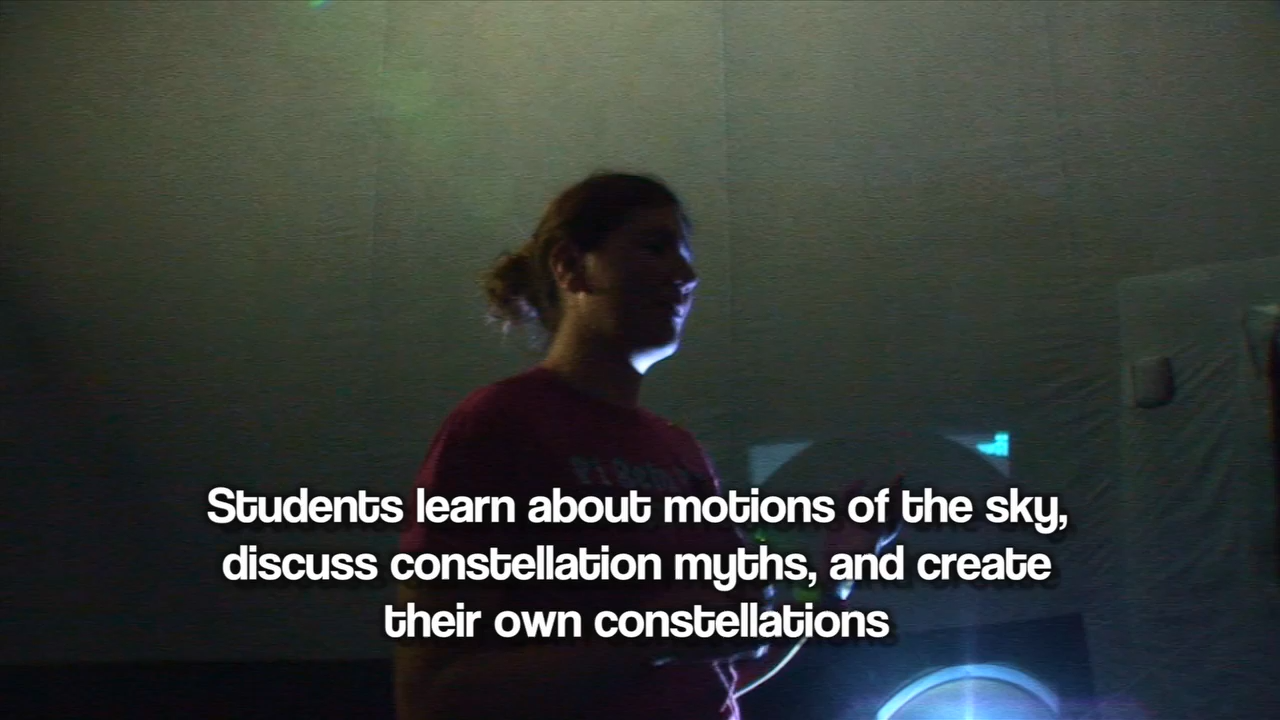 Students learn about motions of the sky,
discuss constellation myths, and create
their own constellations